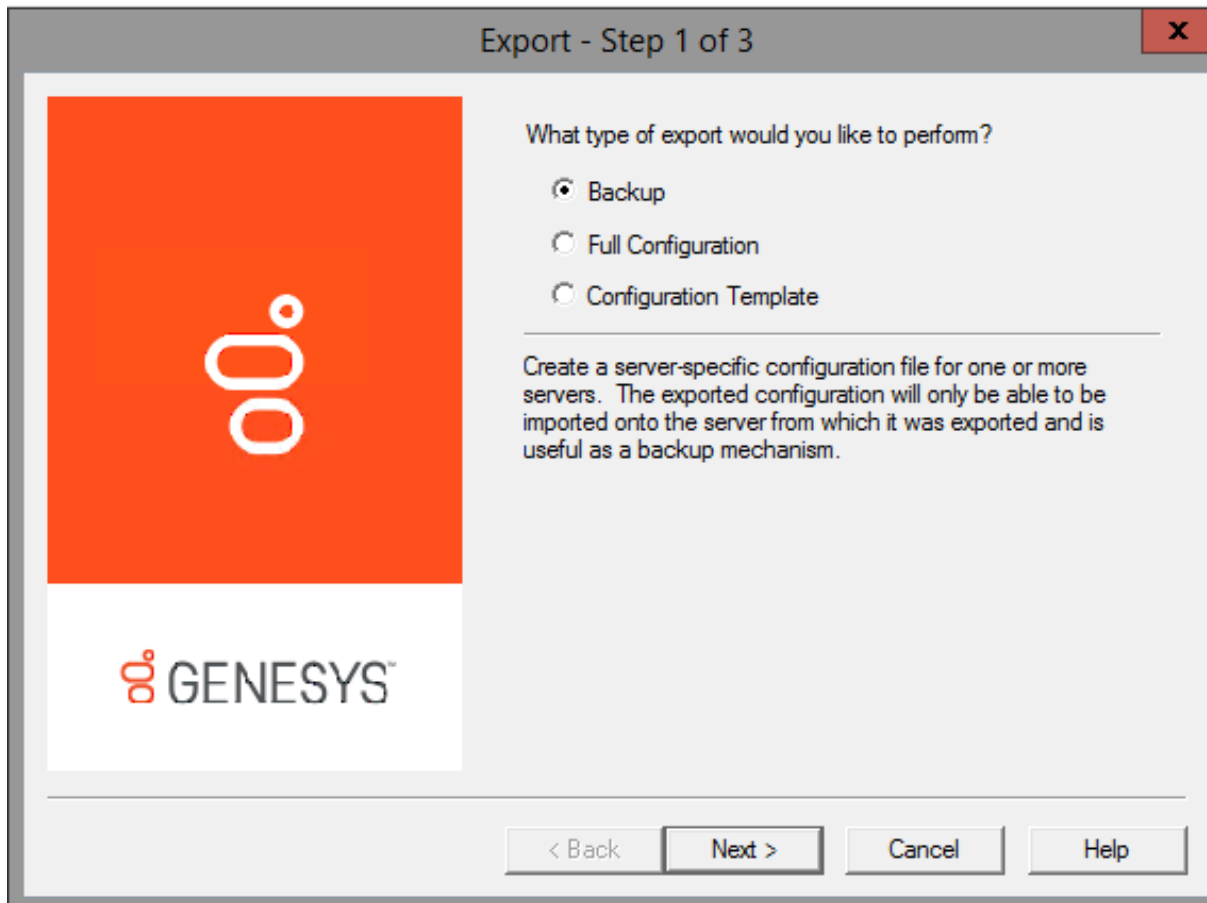 Export - Step 1 of 3
x
What type of export would you like to perform?
Backup
Full Configuration
Configuration Template
Create a server-specific configuration file for one or more
servers.  The exported configuration will only be able to be
imported onto the server from which it was exported and is
useful as a backup mechanism.
GENESYS™
< Back
Next >
Cancel
Help